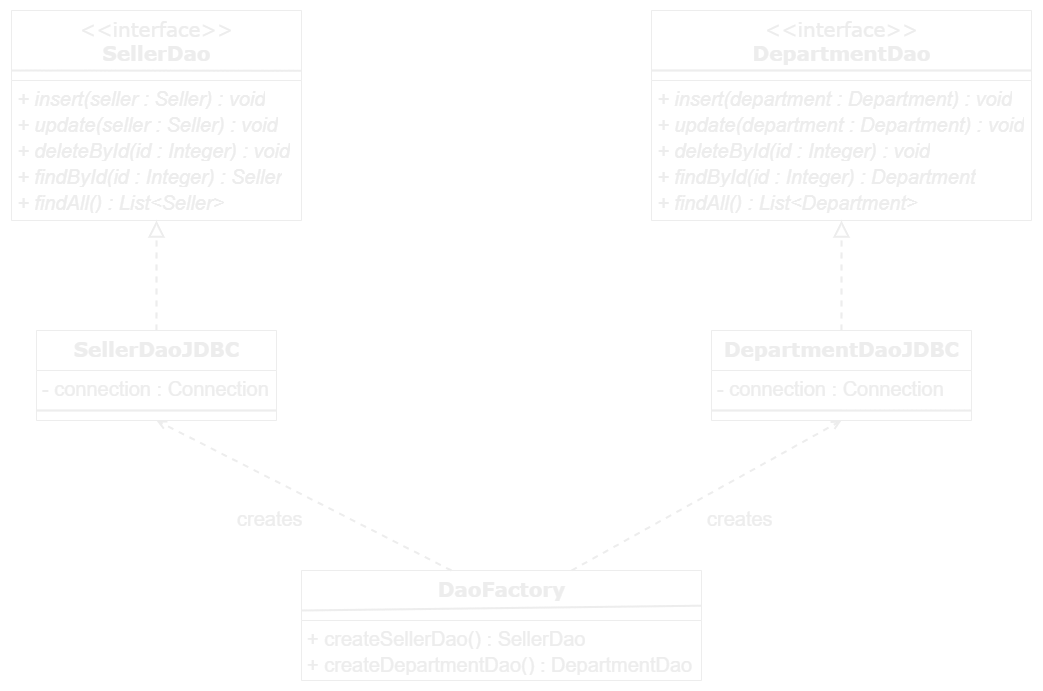 <<interface>>
SellerDao
+ insert(seller : Seller) : void
+ update(seller : Seller) : void
+ deleteById(id : Integer) : void
+ findById(id : Integer) : Seller
+ findAll() : List<Seller>
<<interface>>
DepartmentDao
+ insert(department : Department) : void
+ update(department : Department) : void
+ deleteById(id : Integer) : void
+ findById(id : Integer) : Department
+ findAll() : List<Department>
SellerDaoJDBC
- connection : Connection
DepartmentDaoJDBC
- connection : Connection
creates
creates
DaoFactory
+ createSellerDao() : SellerDao
+ createDepartmentDao() : DepartmentDao